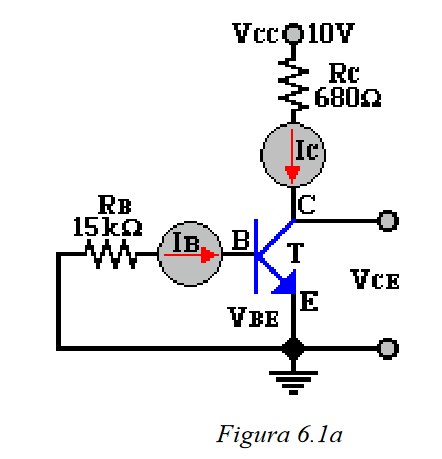 Vcc 10V
Rc
680Ω
Ic
C
RB
15kΩ
IB
B
T
VCE
E
VBE
Figura 6.1a